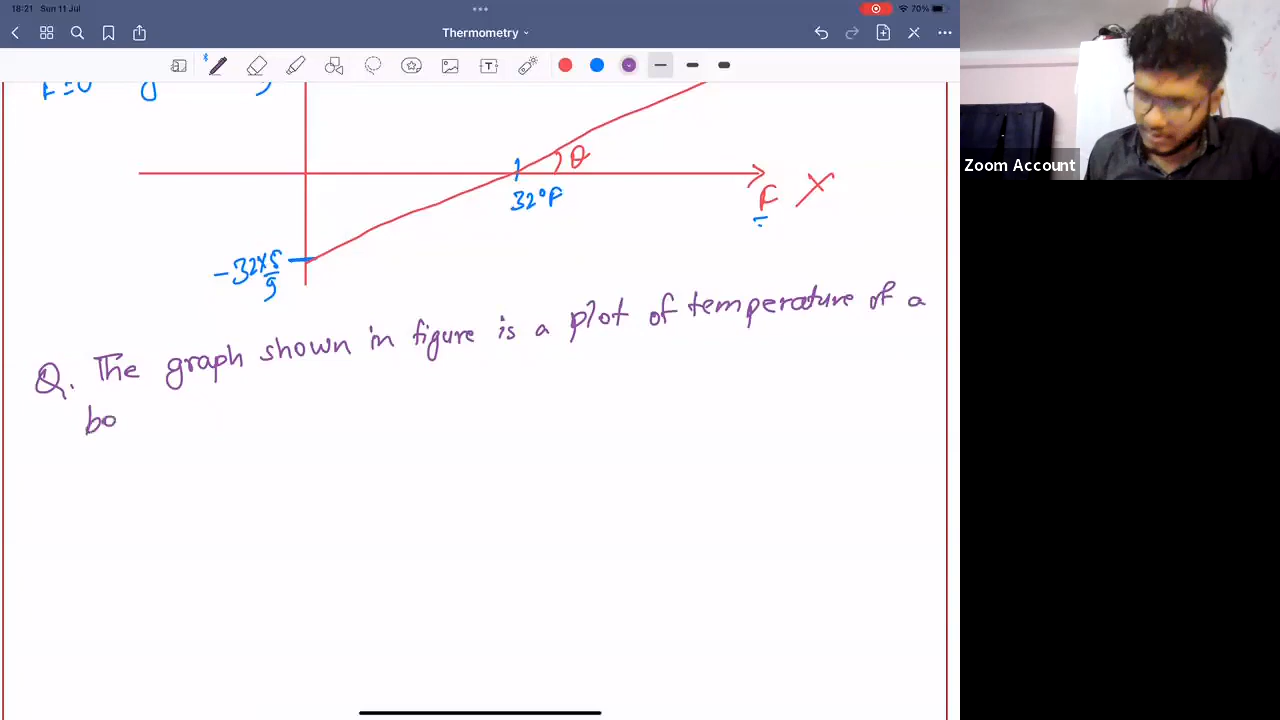 18:21 Sun 11 Jul
70%
Thermometry
T
Zoom Account
θ
F X
32°F
-32×5/9
Q. The graph shown in figure is a plot of temperature of a
bo